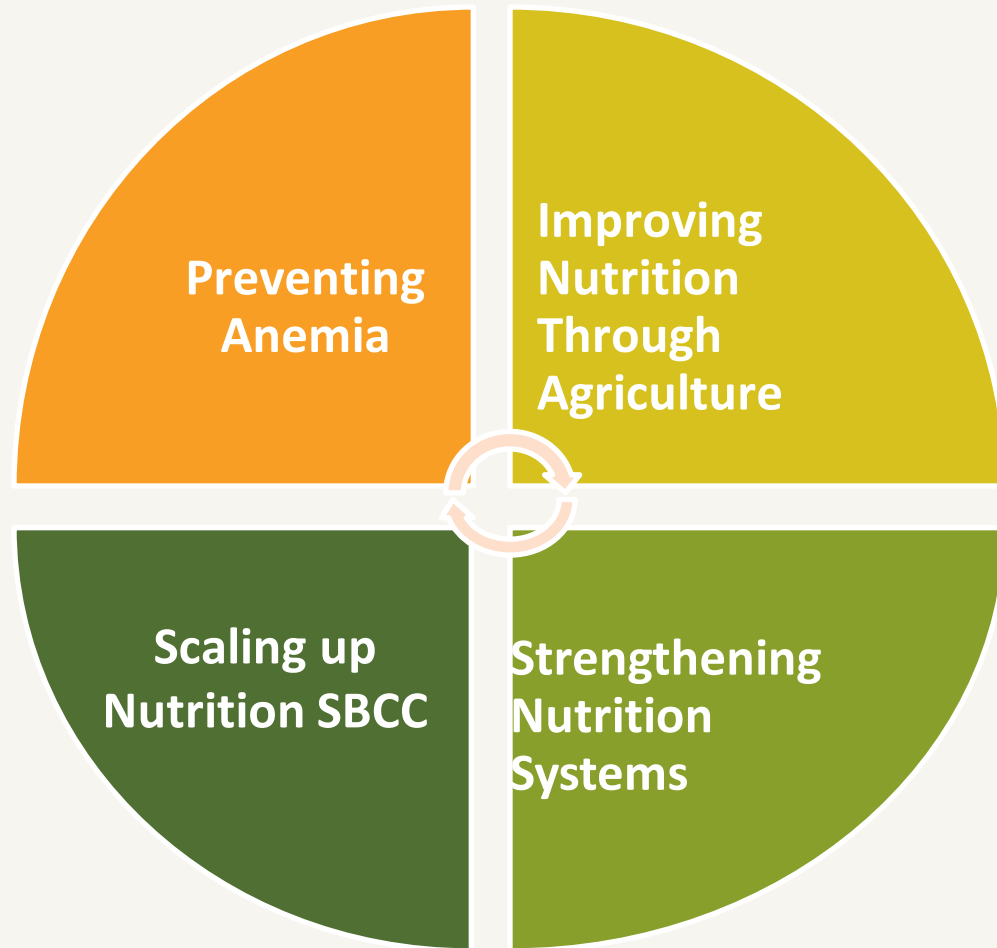 Preventing
Anemia
Improving
Nutrition
Through
Agriculture
Scaling up
Nutrition SBCC
Strengthening
Nutrition
Systems